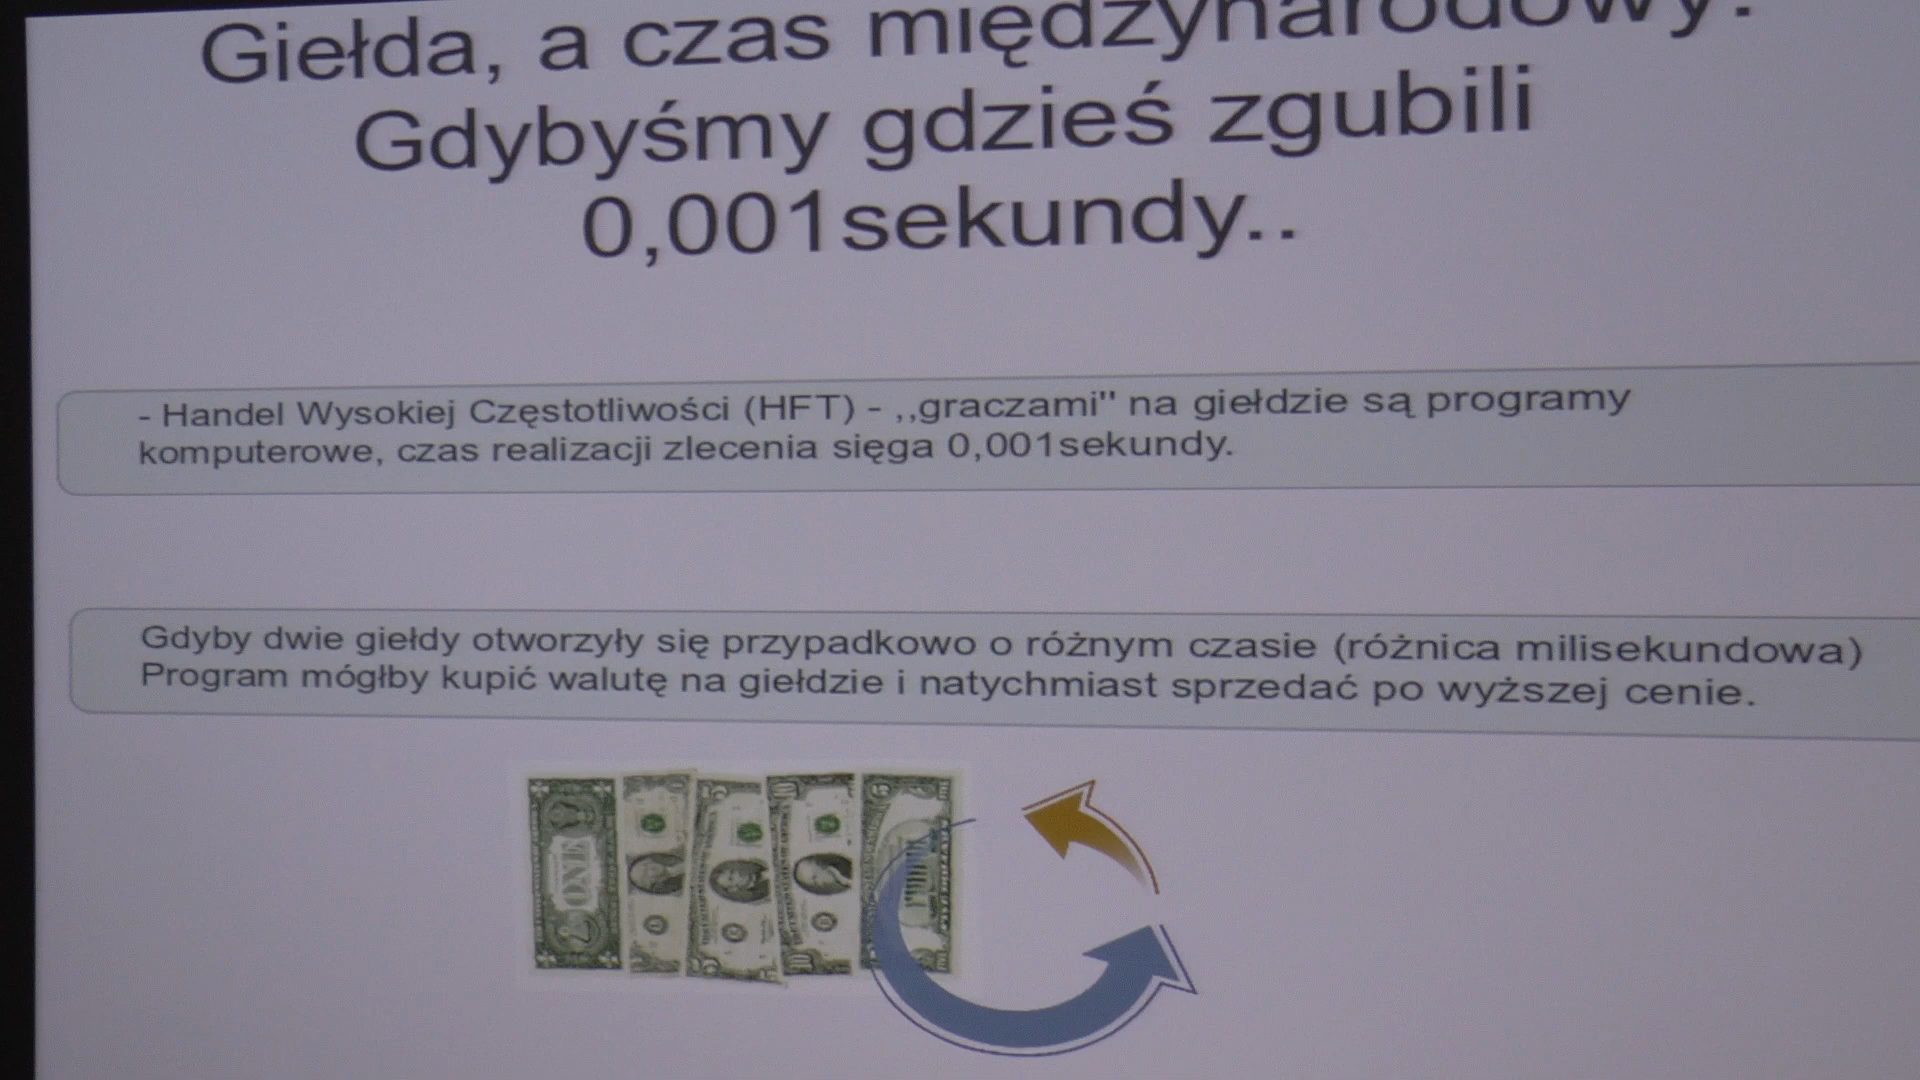 Giełda, a czas międzynarodowy.
Gdybyśmy gdzieś zgubili
0,001sekundy..
- Handel Wysokiej Częstotliwości (HFT) - ,,graczami" na giełdzie są programy
komputerowe, czas realizacji zlecenia sięga 0,001sekundy.
Gdyby dwie giełdy otworzyły się przypadkowo o różnym czasie (różnica milisekundowa)
Program mógłby kupić walutę na giełdzie i natychmiast sprzedać po wyższej cenie.
ONE